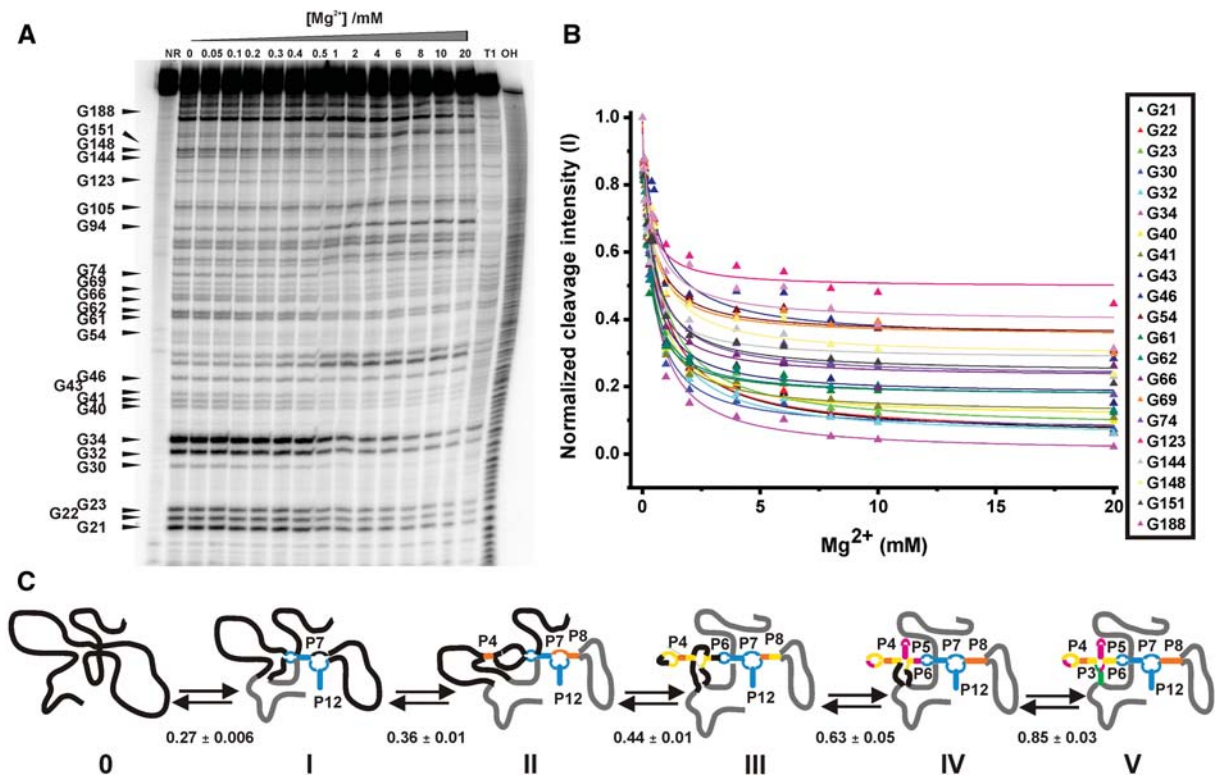 A
[Mg2+] /mM
NR 0 0.05 0.1 0.2 0.3 0.4 0.5 1 2 4 6 8 10 20 T1 OH
G188
G151
G148
G144
G123
G105
G94
G74
G69
G66
G62
G61
G54
G46
G43
G41
G40
G34
G32
G30
G23
G22
G21
B
Normalized cleavage intensity (I)
1.0
0.8
0.6
0.4
0.2
0.0
0 5 10 15 20
Mg2+ (mM)
G21
G22
G23
G30
G32
G34
G40
G41
G43
G46
G54
G61
G62
G66
G69
G74
G123
G144
G148
G151
G188
C
P7
P12
P4 P7 P8
P12
P4 P6 P7 P8
P12
P4 P5 P7 P8
P6 P12
P4 P5 P7 P8
P3 P6 P12
0.27 ± 0.006 0.36 ± 0.01 0.44 ± 0.01 0.63 ± 0.05 0.85 ± 0.03
0 I II III IV V